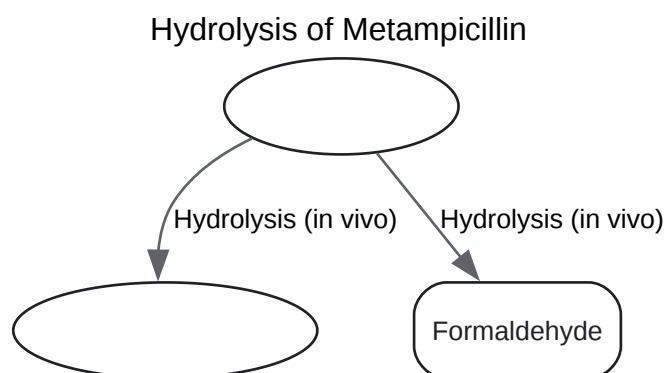 Hydrolysis of Metampicillin
Hydrolysis (in vivo)
Hydrolysis (in vivo)
Formaldehyde